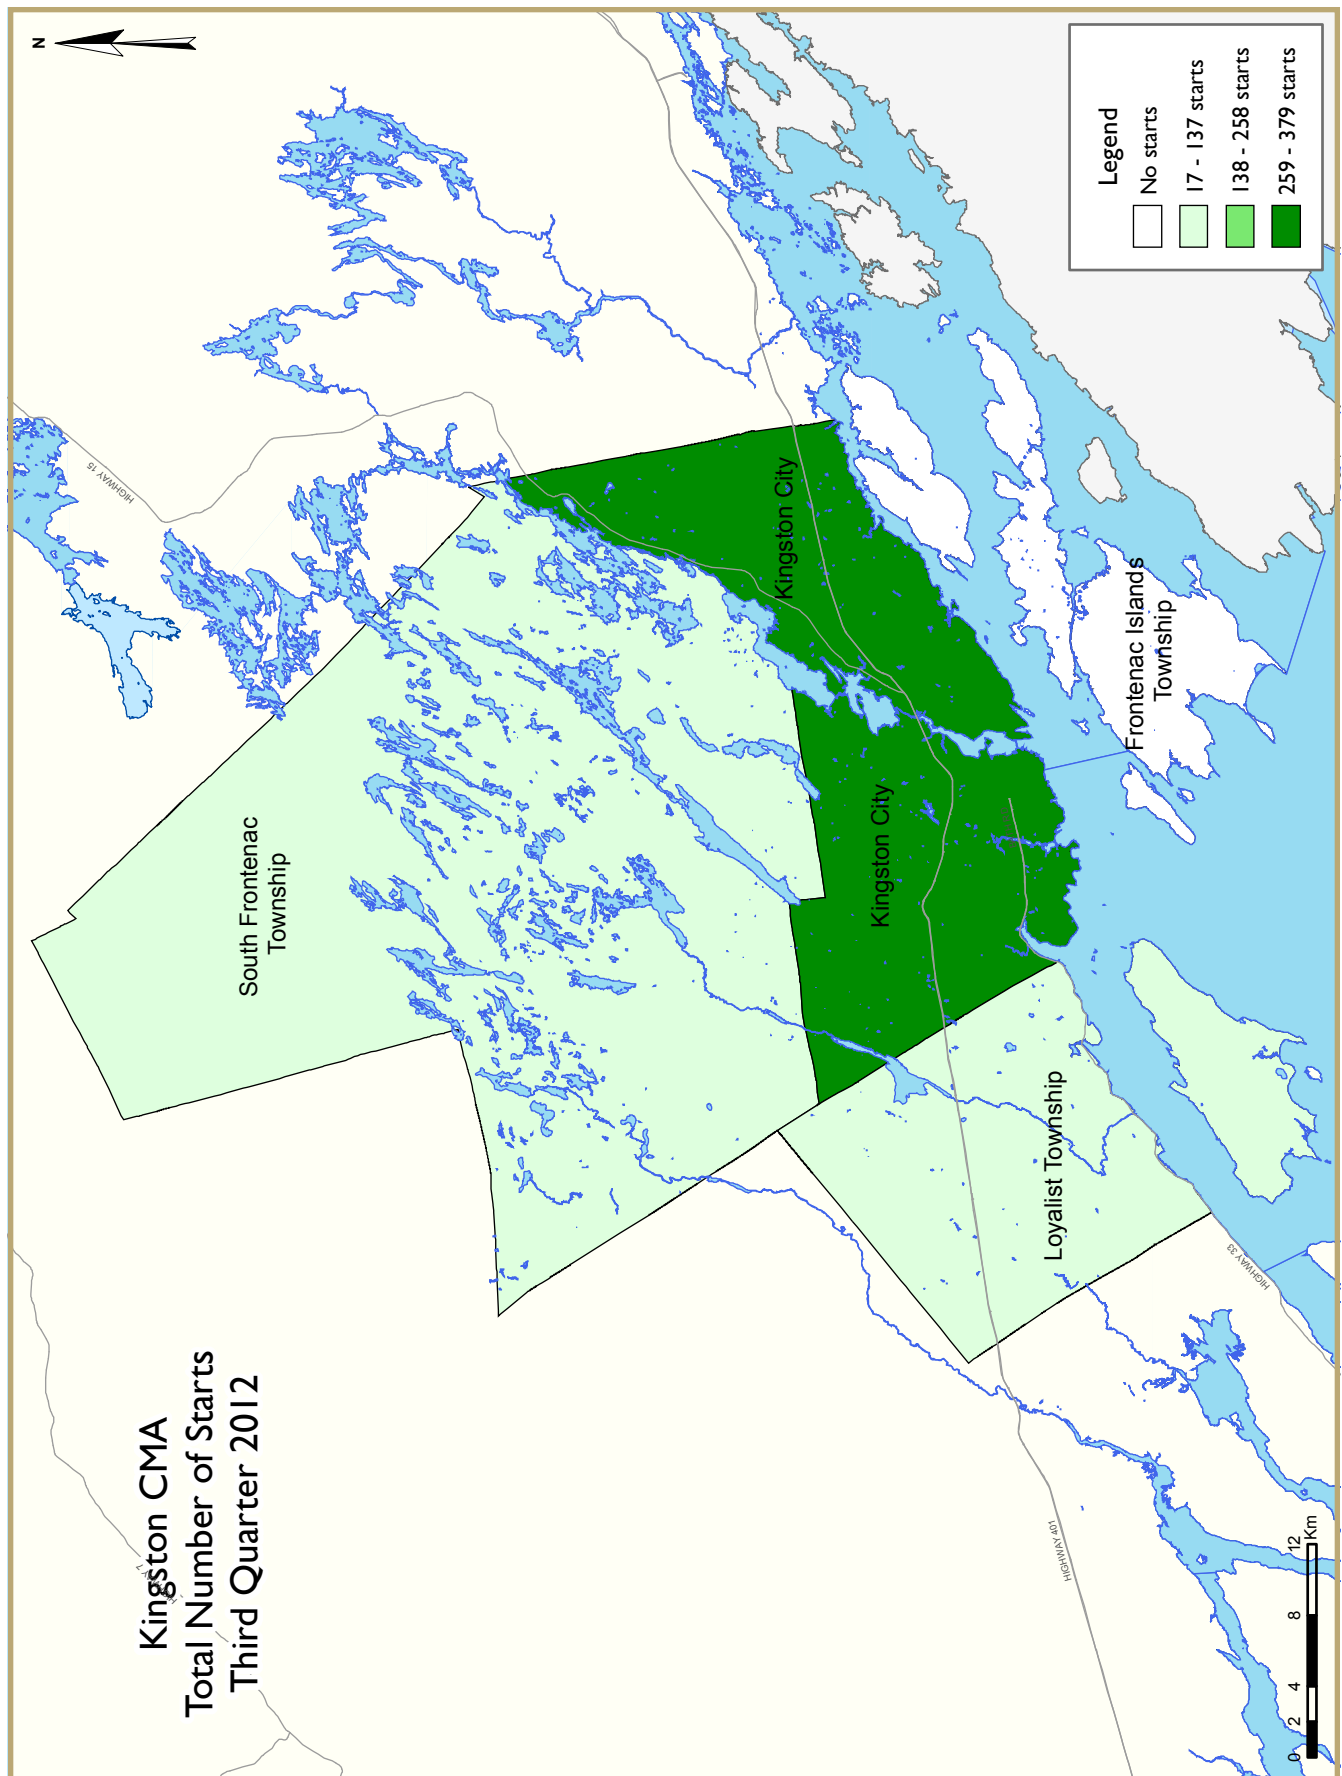 Kingston CMA
Total Number of Starts
Third Quarter 2012
N
HIGHWAY 15
South Frontenac
Township
Kingston City
Kingston City
Frontenac Islands
Township
Loyalist Township
HIGHWAY 33
HIGHWAY 401
Legend
No starts
17 - 137 starts
138 - 258 starts
259 - 379 starts
0 2 4 8 12
Km